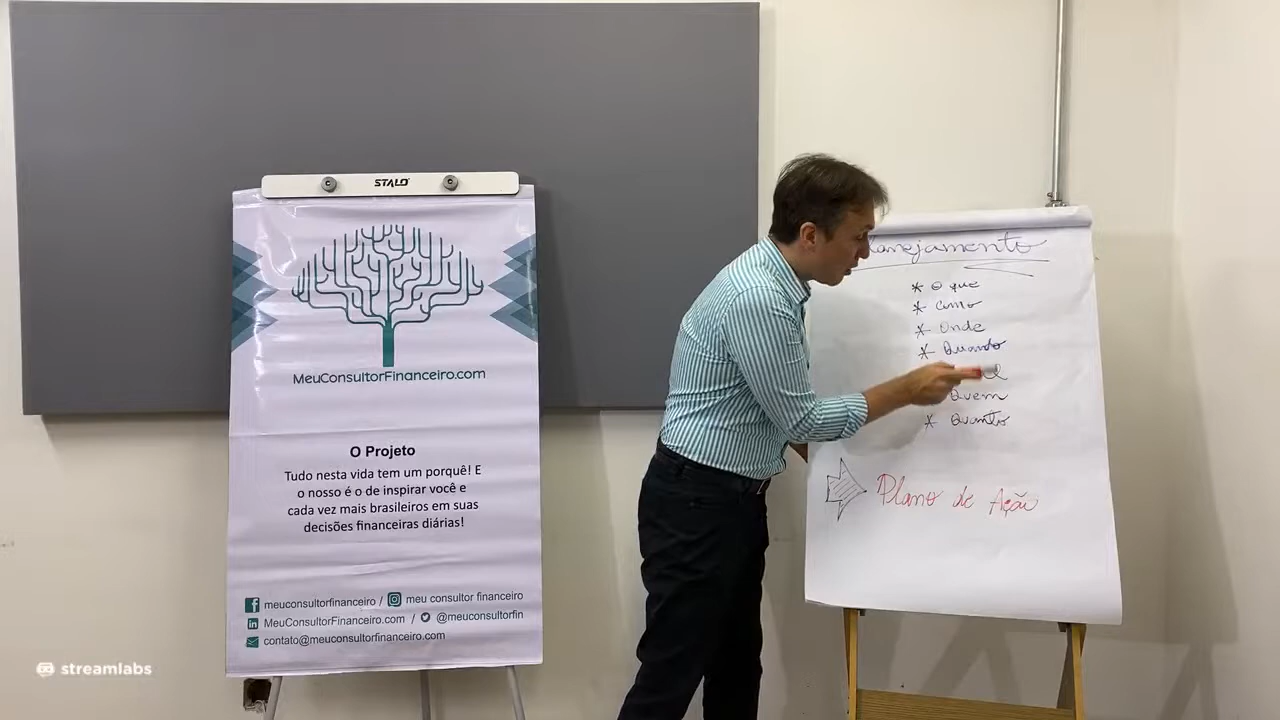 STALO
MeuConsultorFinanceiro.com
O Projeto
Tudo nesta vida tem um porquê! E
o nosso é o de inspirar você e
cada vez mais brasileiros em suas
decisões financeiras diárias!
meuconsultorfinanceiro / meu consultor financeiro
MeuConsultorFinanceiro.com / @meuconsultorfin
contato@meuconsultorfinanceiro.com
lanejamento
* O que
* Como
* Onde
* Quando
Quem
* Quanto
Plano de Ação
streamlabs